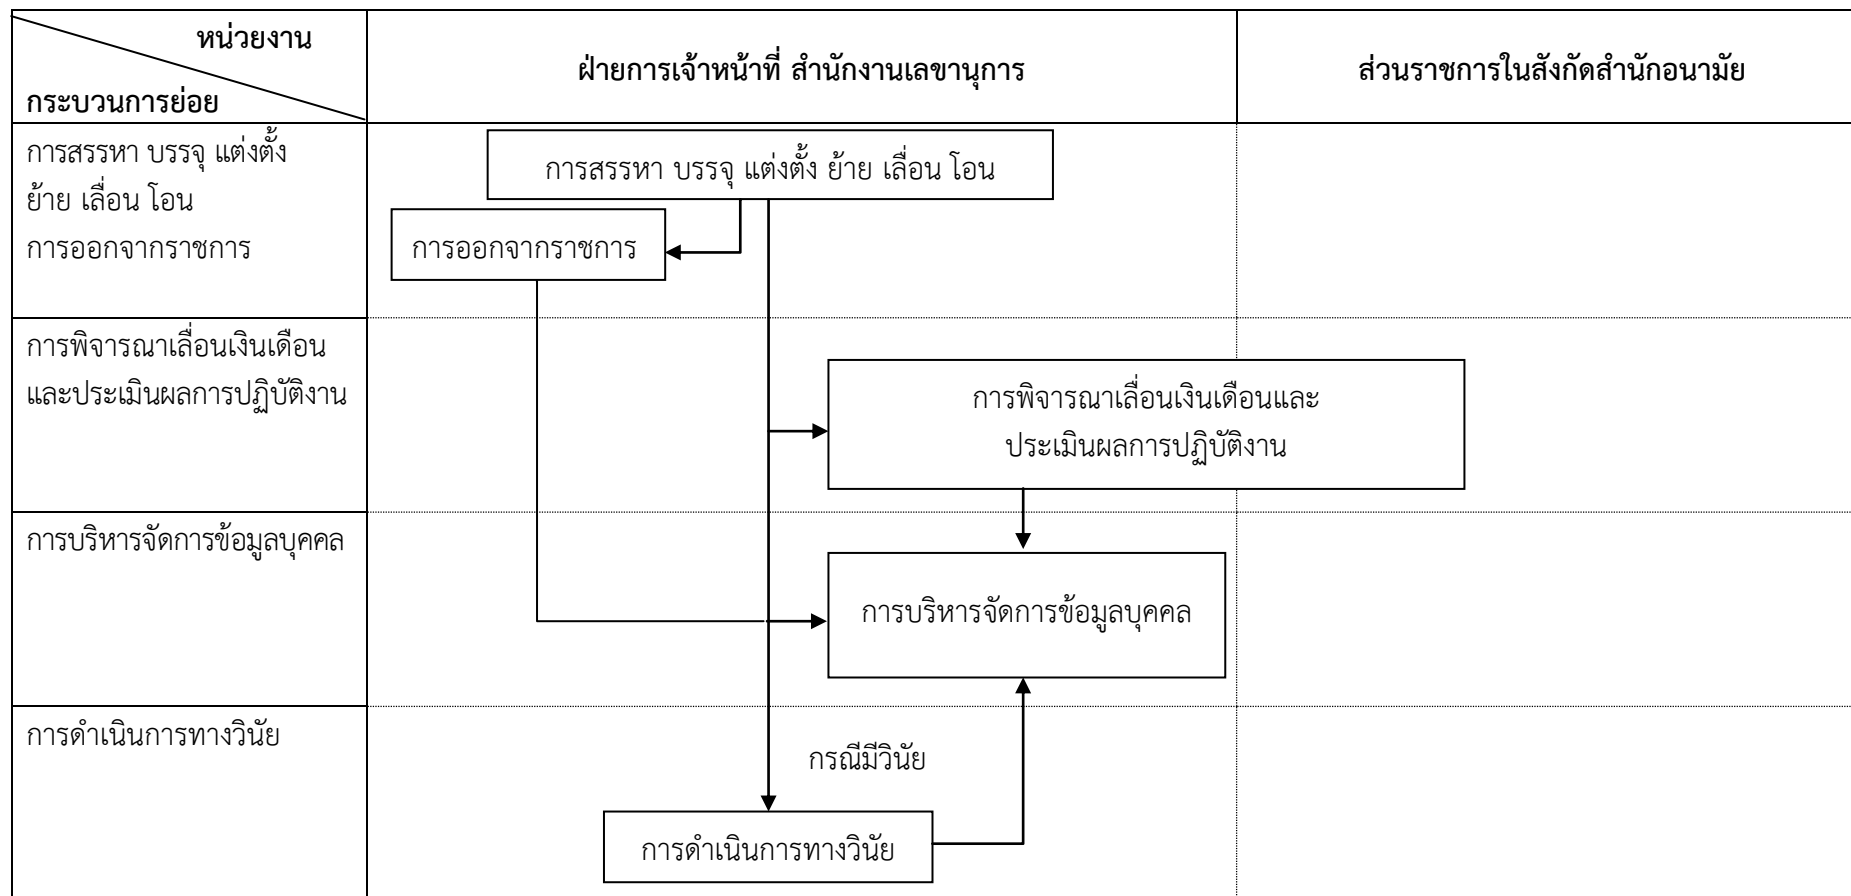 หน่วยงาน
กระบวนการย่อย
ฝ่ายการเจ้าหน้าที่ สำนักงานเลขานุการ
ส่วนราชการในสังกัดสำนักอนามัย
การสรรหา บรรจุ แต่งตั้ง
ย้าย เลื่อน โอน
การออกจากราชการ
การสรรหา บรรจุ แต่งตั้ง ย้าย เลื่อน โอน
การออกจากราชการ
การพิจารณาเลื่อนเงินเดือน
และประเมินผลการปฏิบัติงาน
การพิจารณาเลื่อนเงินเดือนและ
ประเมินผลการปฏิบัติงาน
การบริหารจัดการข้อมูลบุคคล
การบริหารจัดการข้อมูลบุคคล
การดำเนินการทางวินัย
กรณีมีวินัย
การดำเนินการทางวินัย